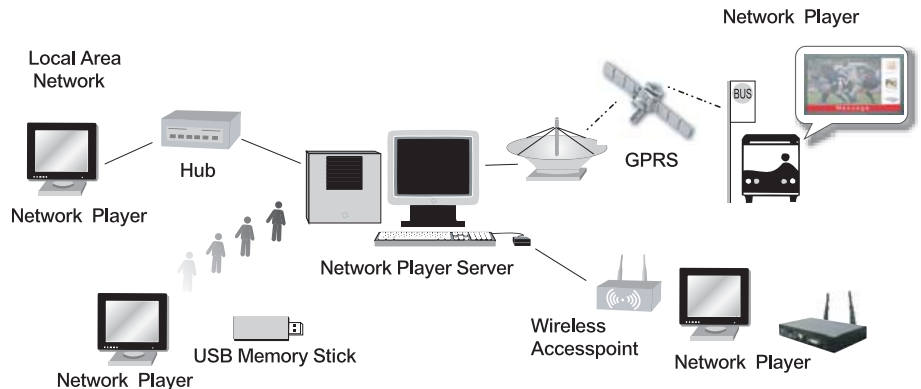 Network Player
Local Area
Network
BUS
Message
Hub
GPRS
Network Player
Network Player Server
Wireless
Accesspoint
USB Memory Stick
Network Player
Network Player